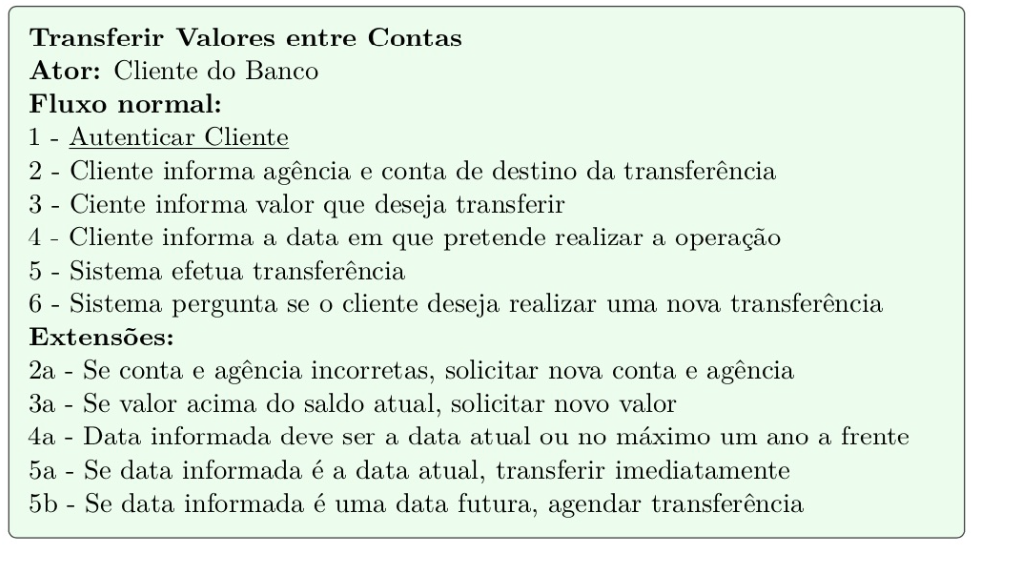 Transferir Valores entre Contas
Ator: Cliente do Banco
Fluxo normal:
1 - Autenticar Cliente
2 - Cliente informa agência e conta de destino da transferência
3 - Ciente informa valor que deseja transferir
4 - Cliente informa a data em que pretende realizar a operação
5 - Sistema efetua transferência
6 - Sistema pergunta se o cliente deseja realizar uma nova transferência
Extensões:
2a - Se conta e agência incorretas, solicitar nova conta e agência
3a - Se valor acima do saldo atual, solicitar novo valor
4a - Data informada deve ser a data atual ou no máximo um ano a frente
5a - Se data informada é a data atual, transferir imediatamente
5b - Se data informada é uma data futura, agendar transferência